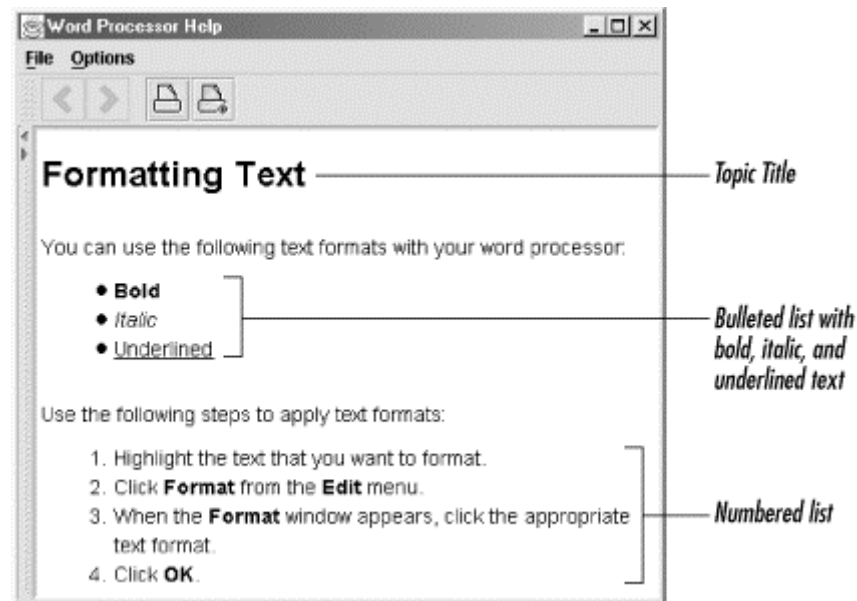 Word Processor Help
File Options
Formatting Text
Topic Title
You can use the following text formats with your word processor:
• Bold
• Italic
• Underlined
Bulleted list with
bold, italic, and
underlined text
Use the following steps to apply text formats:
1. Highlight the text that you want to format.
2. Click Format from the Edit menu.
3. When the Format window appears, click the appropriate
text format.
4. Click OK.
Numbered list